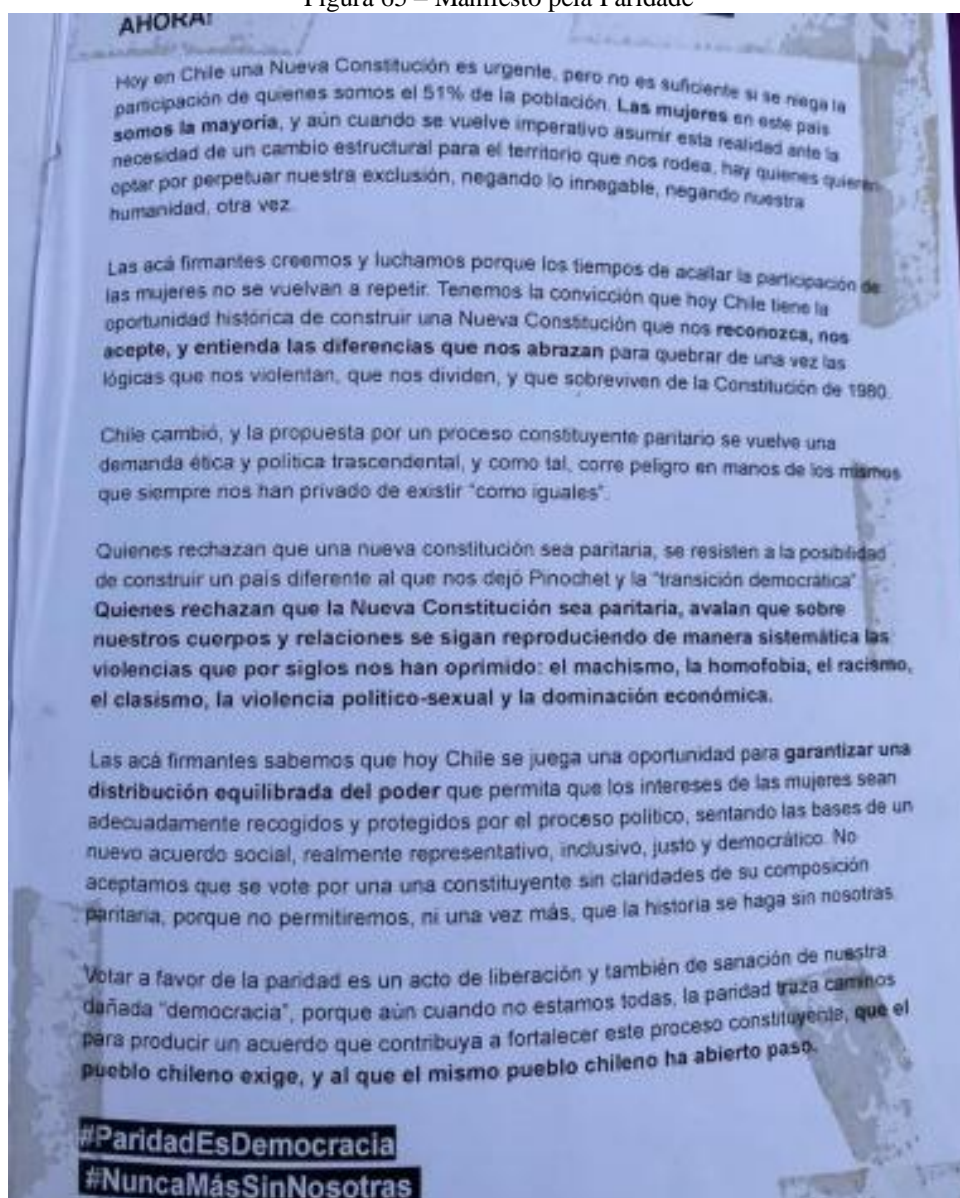 Figura 65 – Manifesto pela Paridade
AHORA!
Hoy en Chile una Nueva Constitución es urgente, pero no es suficiente si se niega la
participación de quienes somos el 51% de la población. Las mujeres en este país
somos la mayoría, y aún cuando se vuelve imperativo asumir esta realidad ante la
necesidad de un cambio estructural para el territorio que nos rodea, hay quienes quieren
optar por perpetuar nuestra exclusión, negando lo innegable, negando nuestra
humanidad, otra vez.
Las acá firmantes creemos y luchamos porque los tiempos de acallar la participación de
las mujeres no se vuelvan a repetir. Tenemos la convicción que hoy Chile tiene la
oportunidad histórica de construir una Nueva Constitución que nos reconozca, nos
acepte, y entienda las diferencias que nos abrazan para quebrar de una vez las
lógicas que nos violentan, que nos dividen, y que sobreviven de la Constitución de 1980.
Chile cambió, y la propuesta por un proceso constituyente paritario se vuelve una
demanda ética y política trascendental, y como tal, corre peligro en manos de los mismos
que siempre nos han privado de existir "como iguales".
Quienes rechazan que una nueva constitución sea paritaria, se resisten a la posibilidad
de construir un país diferente al que nos dejó Pinochet y la "transición democrática"
Quienes rechazan que la Nueva Constitución sea paritaria, avalan que sobre
nuestros cuerpos y relaciones se sigan reproduciendo de manera sistemática las
violencias que por siglos nos han oprimido: el machismo, la homofobia, el racismo,
el clasismo, la violencia político-sexual y la dominación económica.
Las acá firmantes sabemos que hoy Chile se juega una oportunidad para garantizar una
distribución equilibrada del poder que permita que los intereses de las mujeres sean
adecuadamente recogidos y protegidos por el proceso político, sentando las bases de un
nuevo acuerdo social, realmente representativo, inclusivo, justo y democrático. No
aceptamos que se vote por una una constituyente sin claridades de su composición
paritaria, porque no permitiremos, ni una vez más, que la historia se haga sin nosotras.
Votar a favor de la paridad es un acto de liberación y también de sanación de nuestra
dañada "democracia", porque aún cuando no estamos todas, la paridad traza caminos
para producir un acuerdo que contribuya a fortalecer este proceso constituyente, que el
pueblo chileno exige, y al que el mismo pueblo chileno ha abierto paso.
#ParidadEsDemocracia
#NuncaMásSinNosotras